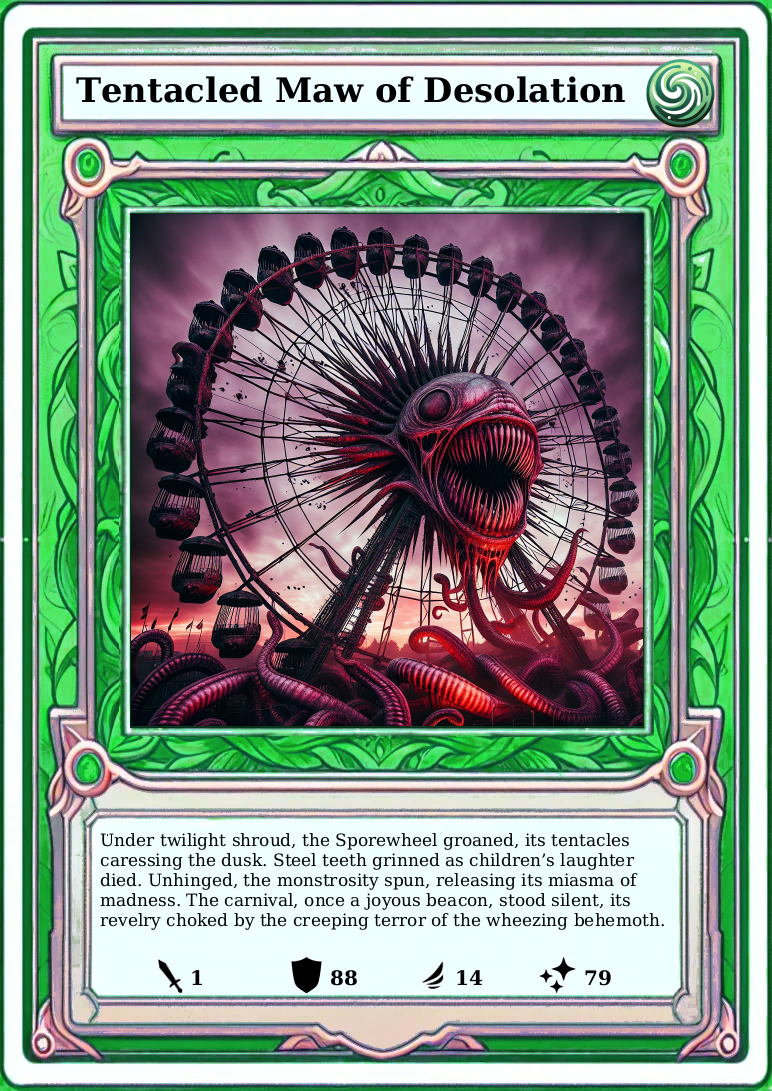 Tentacled Maw of Desolation
Under twilight shroud, the Sporewheel groaned, its tentacles
caressing the dusk. Steel teeth grinned as children’s laughter
died. Unhinged, the monstrosity spun, releasing its miasma of
madness. The carnival, once a joyous beacon, stood silent, its
revelry choked by the creeping terror of the wheezing behemoth.
1 88 14 79